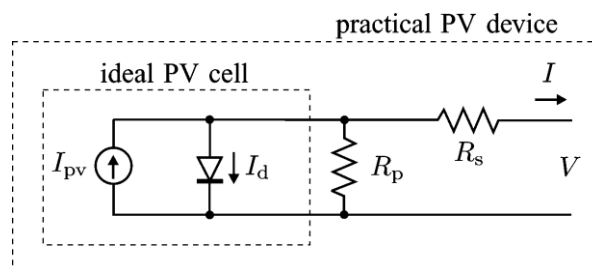 practical PV device
ideal PV cell
I
I_pv
I_d
R_p
R_s
V